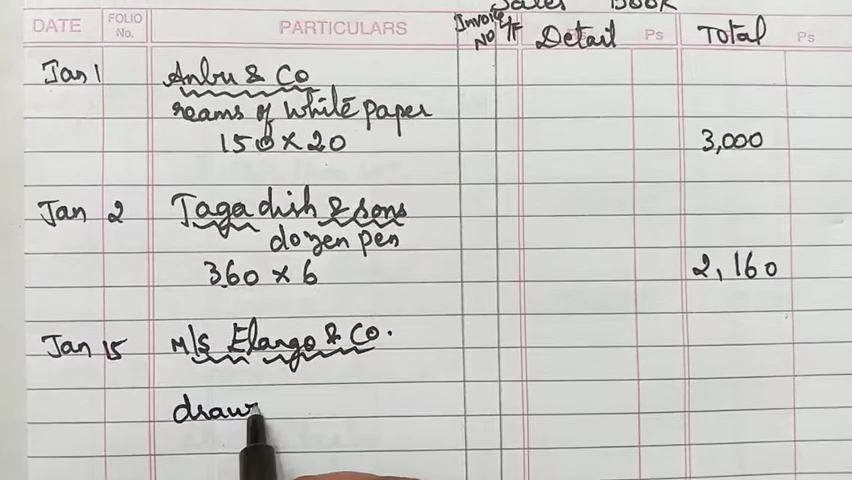 Sales Book
DATE FOLIO No. PARTICULARS Invoice No L/F Detail Ps Total Ps
Jan 1 Anbu & Co
reams of white paper
150 x 20 3,000
Jan 2 Jagadish & sons
dozen pen
360 x 6 2,160
Jan 15 M/S Elango & Co.
draw